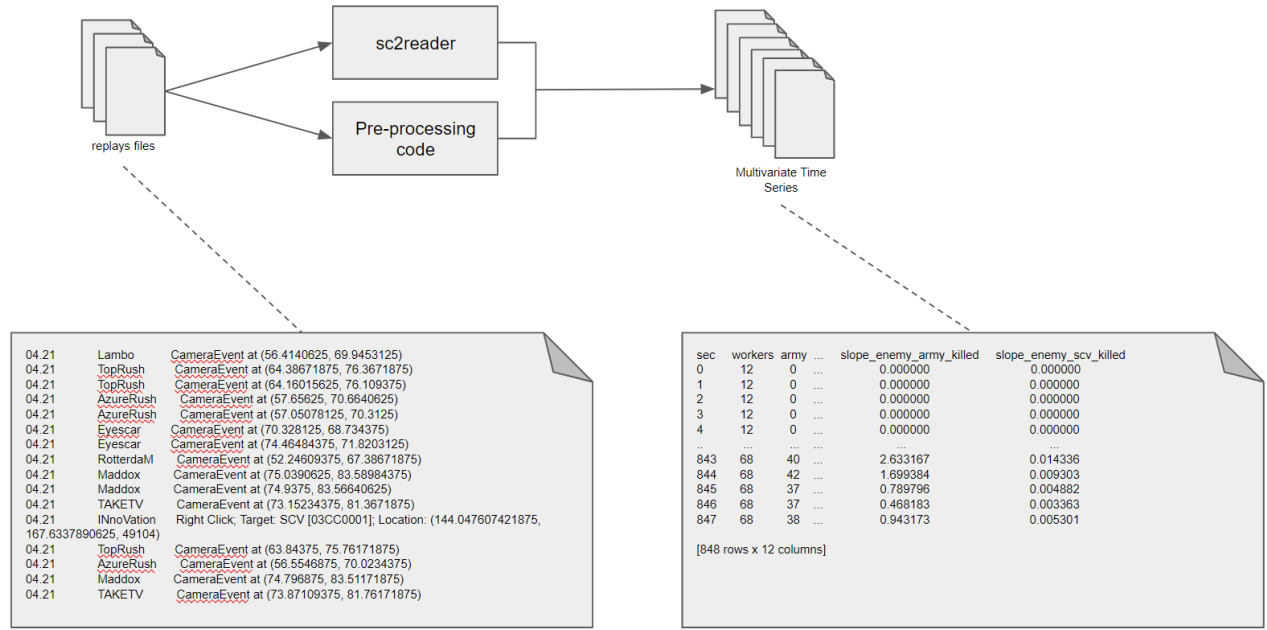 sc2reader
replays files
Pre-processing
code
Multivariate Time
Series
04.21 Lambo CameraEvent at (56.4140625, 69.9453125)
04.21 TopRush CameraEvent at (64.38671875, 76.3671875)
04.21 TopRush CameraEvent at (64.16015625, 76.109375)
04.21 AzureRush CameraEvent at (57.65625, 70.6640625)
04.21 AzureRush CameraEvent at (57.05078125, 70.3125)
04.21 Eyescar CameraEvent at (70.328125, 68.734375)
04.21 Eyescar CameraEvent at (74.46484375, 71.8203125)
04.21 RotterdaM CameraEvent at (52.24609375, 67.38671875)
04.21 Maddox CameraEvent at (75.0390625, 83.58984375)
04.21 Maddox CameraEvent at (74.9375, 83.56640625)
04.21 TAKETV CameraEvent at (73.15234375, 81.3671875)
04.21 INnoVation Right Click; Target: SCV [03CC0001]; Location: (144.047607421875,
167.6337890625, 49104)
04.21 TopRush CameraEvent at (63.84375, 75.76171875)
04.21 AzureRush CameraEvent at (56.5546875, 70.0234375)
04.21 Maddox CameraEvent at (74.796875, 83.51171875)
04.21 TAKETV CameraEvent at (73.87109375, 81.76171875)
sec workers army ... slope_enemy_army_killed slope_enemy_scv_killed
0 12 0 ... 0.000000 0.000000
1 12 0 ... 0.000000 0.000000
2 12 0 ... 0.000000 0.000000
3 12 0 ... 0.000000 0.000000
4 12 0 ... 0.000000 0.000000
.. ... ... ... ... ...
843 68 40 ... 2.633167 0.014336
844 68 42 ... 1.699384 0.009303
845 68 37 ... 0.789796 0.004882
846 68 37 ... 0.468183 0.003363
847 68 38 ... 0.943173 0.005301
[848 rows x 12 columns]